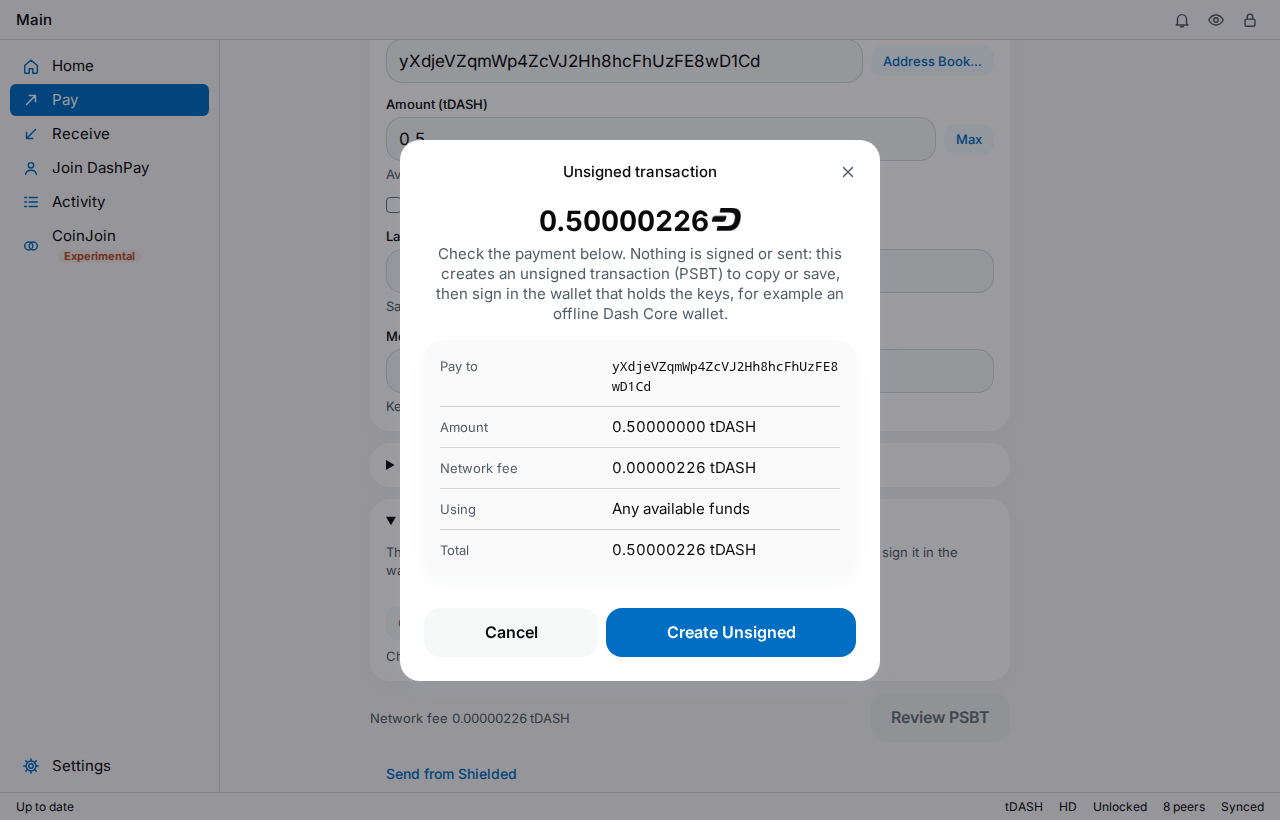 Main
Home
Pay
Receive
Join DashPay
Activity
CoinJoin
Experimental
Settings
yXdjeVZqmWp4ZcVJ2Hh8hcFhUzFE8wD1Cd
Address Book...
Amount (tDASH)
0.5
Max
Unsigned transaction
0.50000226
Check the payment below. Nothing is signed or sent: this
creates an unsigned transaction (PSBT) to copy or save,
then sign in the wallet that holds the keys, for example an
offline Dash Core wallet.
Pay to
yXdjeVZqmWp4ZcVJ2Hh8hcFhUzFE8
wD1Cd
Amount
0.50000000 tDASH
Network fee
0.00000226 tDASH
Using
Any available funds
Total
0.50000226 tDASH
Cancel
Create Unsigned
sign it in the
Network fee 0.00000226 tDASH
Review PSBT
Send from Shielded
Up to date
tDASH HD Unlocked 8 peers Synced